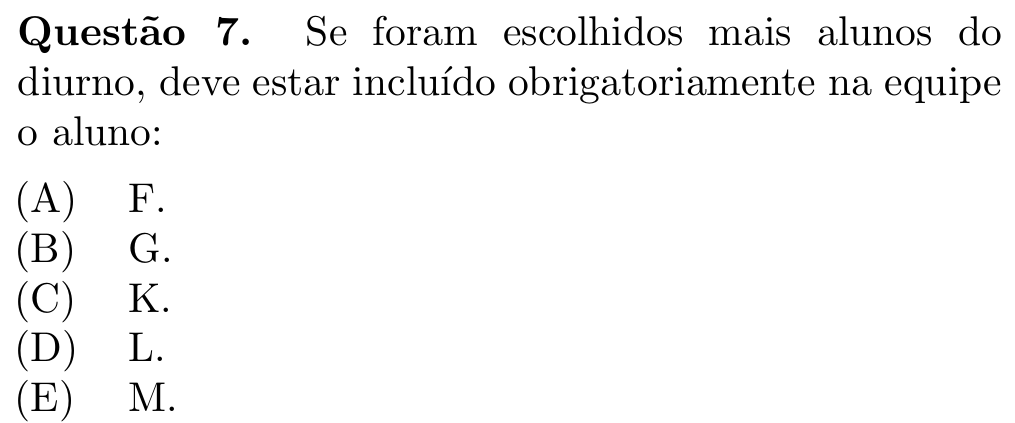 Questão 7. Se foram escolhidos mais alunos do
diurno, deve estar incluído obrigatoriamente na equipe
o aluno:
(A) F.
(B) G.
(C) K.
(D) L.
(E) M.